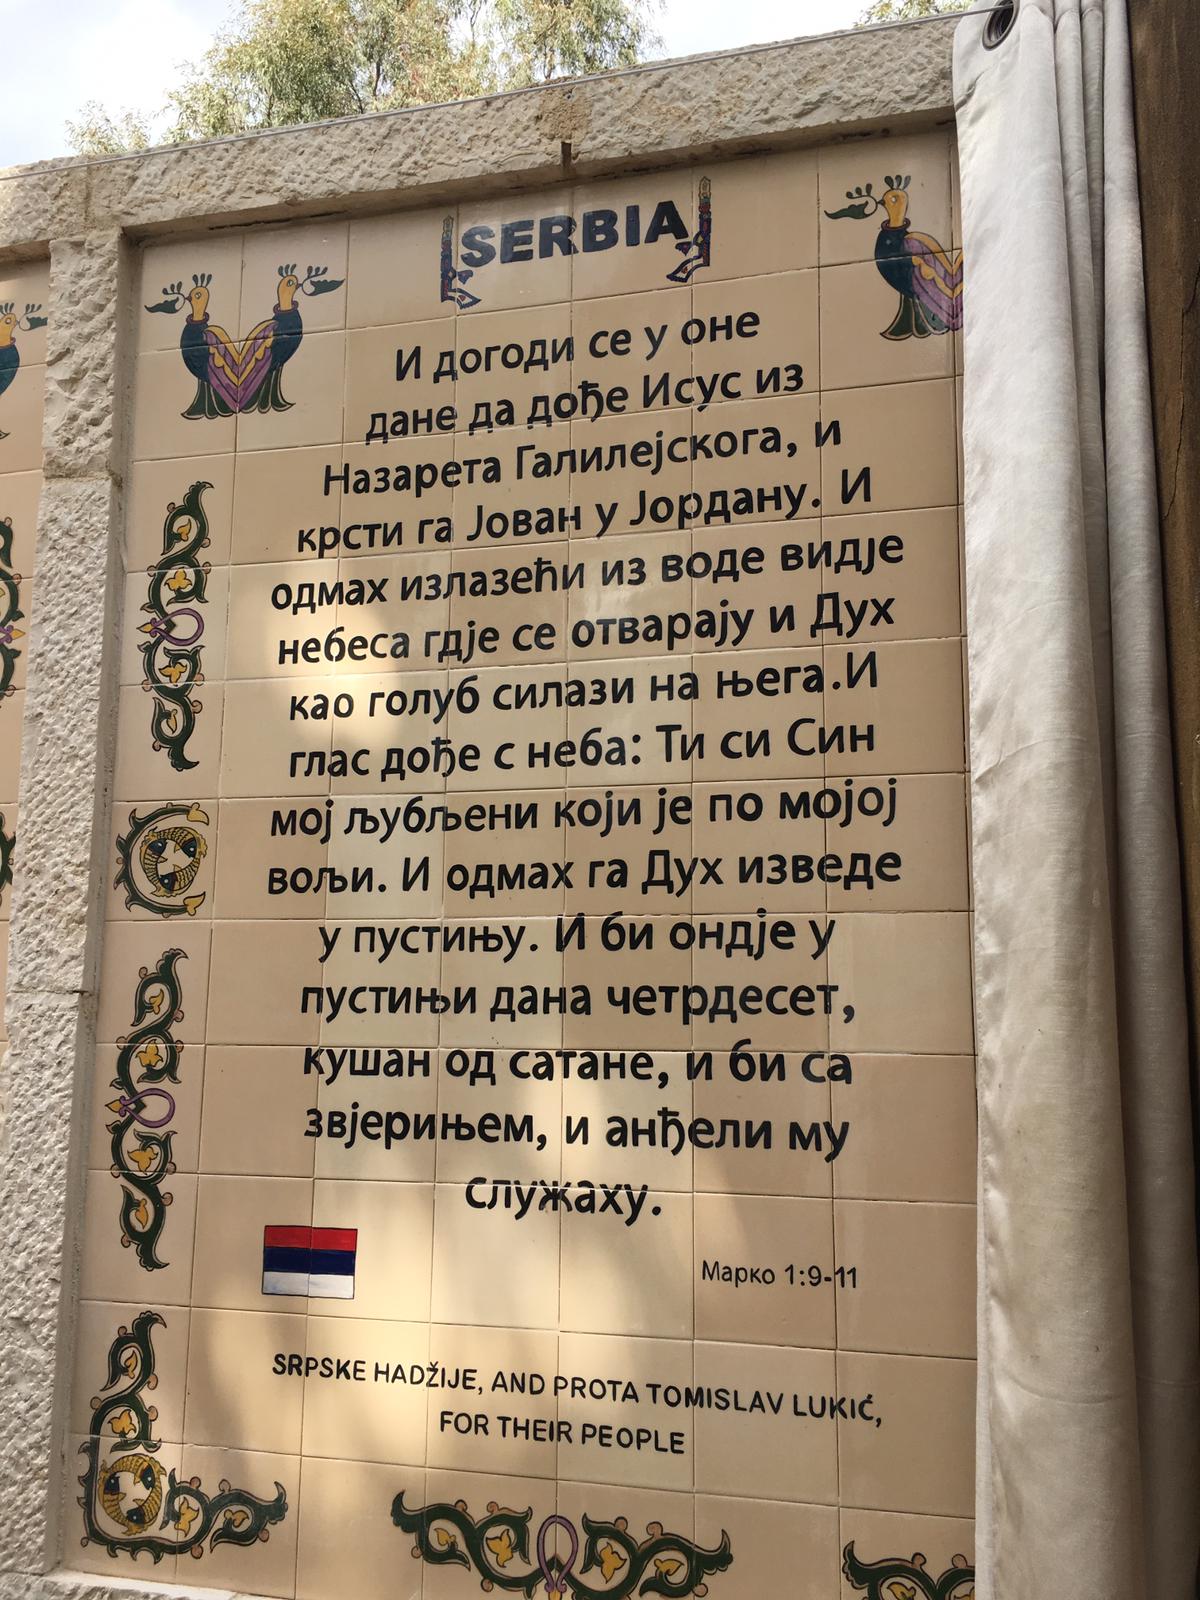 SERBIA
И догоди се у оне
дане да дође Исус из
Назарета Галилејскога, и
крсти га Јован у Јордану. И
одмах излазећи из воде видје
небеса гдје се отварају и Дух
као голуб силази на њега.И
глас дође с неба: Ти си Син
мој љубљени који је по мојој
вољи. И одмах га Дух изведе
у пустињу. И би ондје у
пустињи дана четрдесет,
кушан од сатане, и би са
звјерињем, и анђели му
служаху.
Марко 1:9-11
SRPSKE HADŽIJE, AND PROTA TOMISLAV LUKIĆ,
FOR THEIR PEOPLE